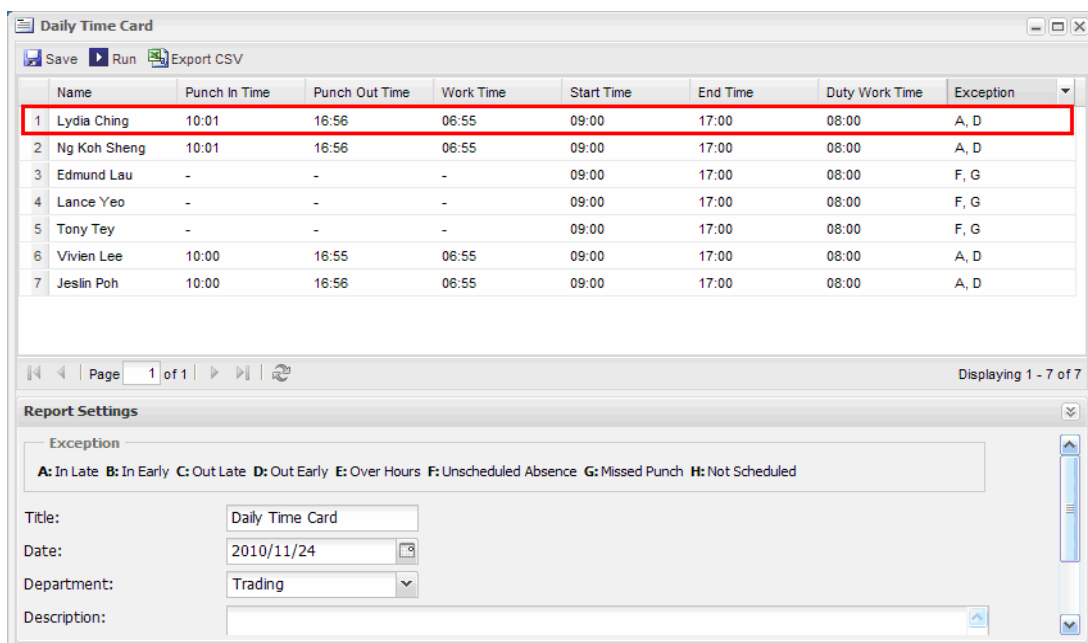 Daily Time Card
Save Run Export CSV
Name Punch In Time Punch Out Time Work Time Start Time End Time Duty Work Time Exception
1 Lydia Ching 10:01 16:56 06:55 09:00 17:00 08:00 A, D
2 Ng Koh Sheng 10:01 16:56 06:55 09:00 17:00 08:00 A, D
3 Edmund Lau - - - 09:00 17:00 08:00 F, G
4 Lance Yeo - - - 09:00 17:00 08:00 F, G
5 Tony Tey - - - 09:00 17:00 08:00 F, G
6 Vivien Lee 10:00 16:55 06:55 09:00 17:00 08:00 A, D
7 Jeslin Poh 10:00 16:56 06:55 09:00 17:00 08:00 A, D
Page 1 of 1 Displaying 1 - 7 of 7
Report Settings
Exception
A: In Late B: In Early C: Out Late D: Out Early E: Over Hours F: Unscheduled Absence G: Missed Punch H: Not Scheduled
Title: Daily Time Card
Date: 2010/11/24
Department: Trading
Description: